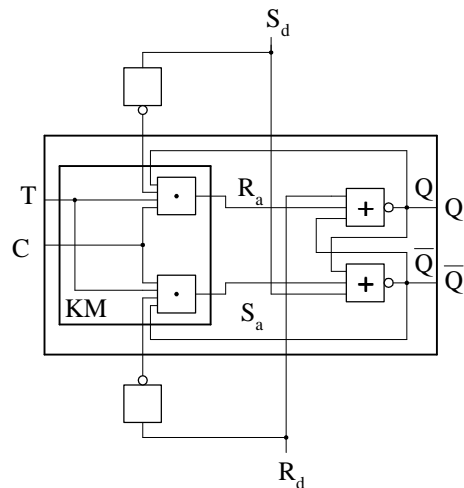 S_d
T
C
KM
·
·
R_a
S_a
+
+
Q
Q
Q̅
Q̅
R_d